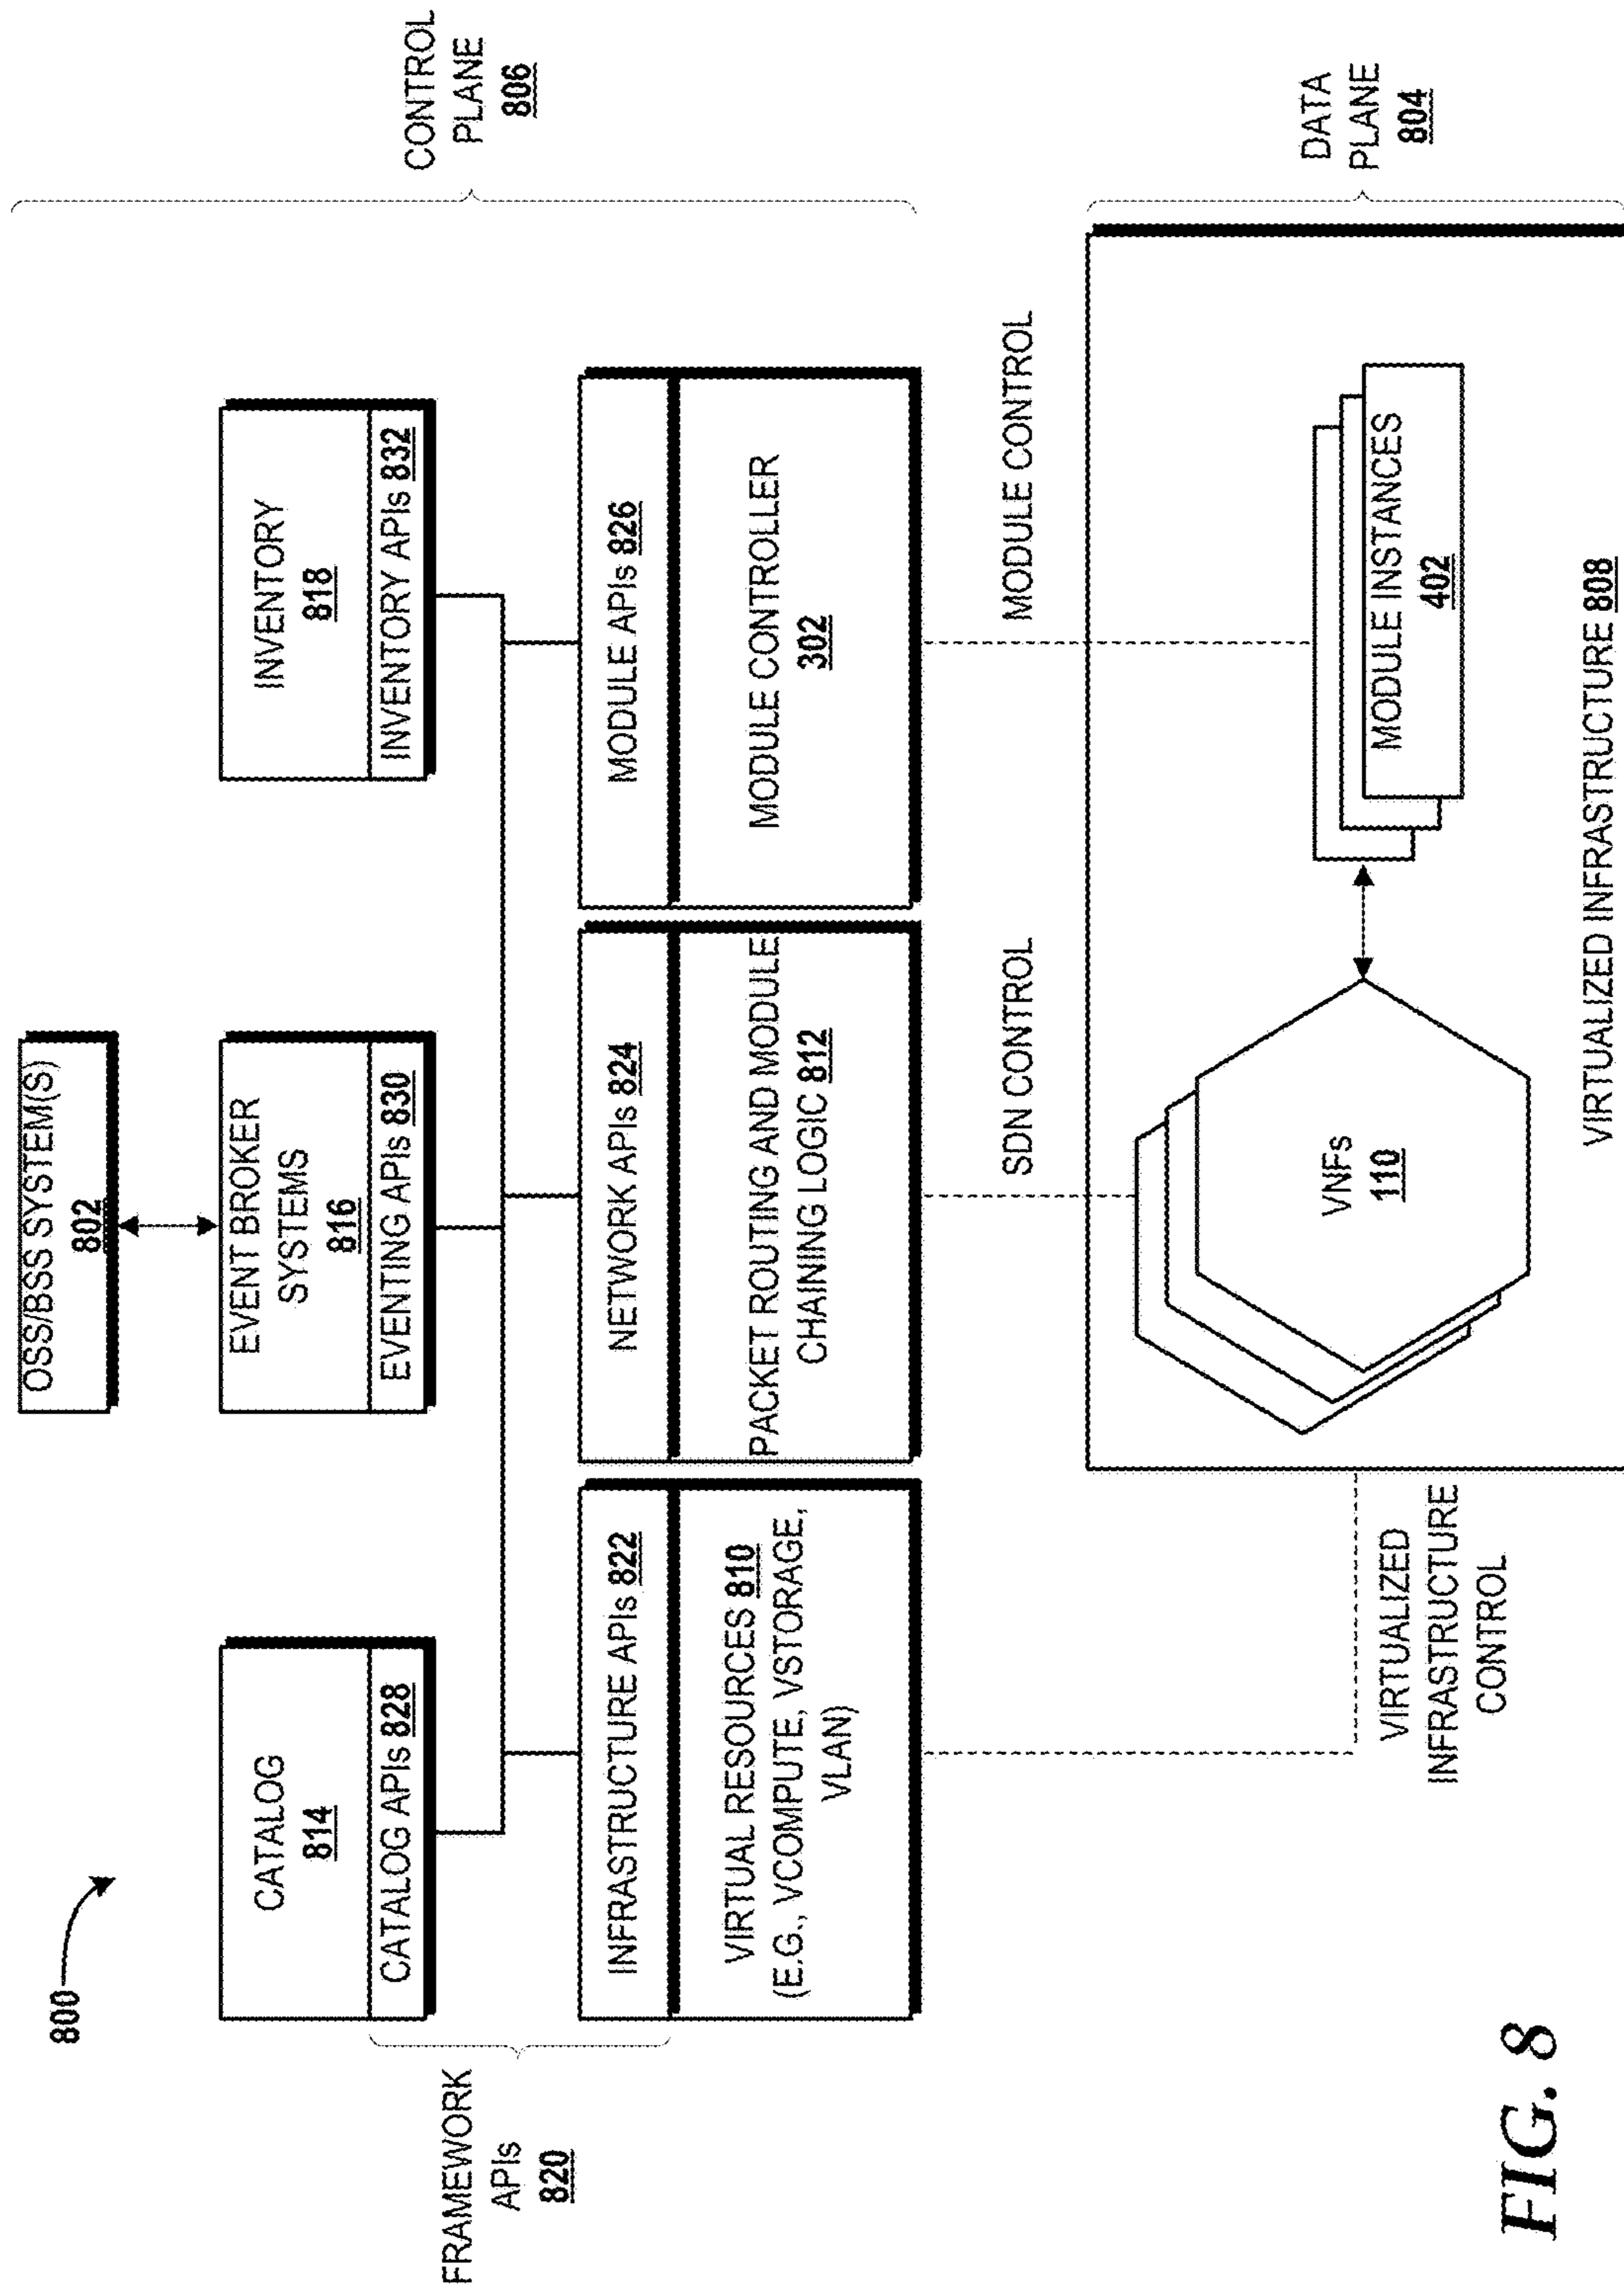 800
OSS/BSS SYSTEM(S)
802
CONTROL
PLANE
806
CATALOG
814
CATALOG APIs 828
EVENT BROKER
SYSTEMS
816
EVENTING APIs 830
INVENTORY
818
INVENTORY APIs 832
FRAMEWORK
APIs
820
INFRASTRUCTURE APIs 822
VIRTUAL RESOURCES 810
(E.G., VCOMPUTE, VSTORAGE,
VLAN)
NETWORK APIs 824
PACKET ROUTING AND MODULE
CHAINING LOGIC 812
MODULE APIs 826
MODULE CONTROLLER
302
SDN CONTROL
MODULE CONTROL
VIRTUALIZED
INFRASTRUCTURE
CONTROL
VNFs
110
MODULE INSTANCES
402
VIRTUALIZED INFRASTRUCTURE 808
DATA
PLANE
804
FIG. 8